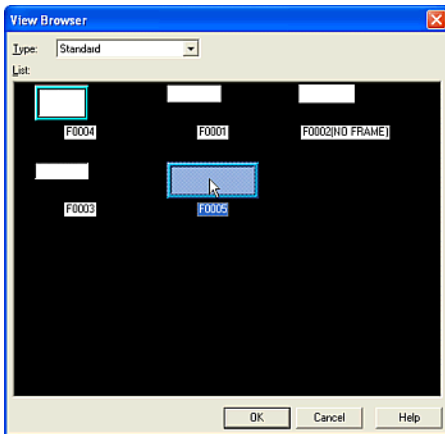 View Browser
Type: Standard
List:
F0004 F0001 F0002(NO FRAME)
F0003 F0005
OK Cancel Help